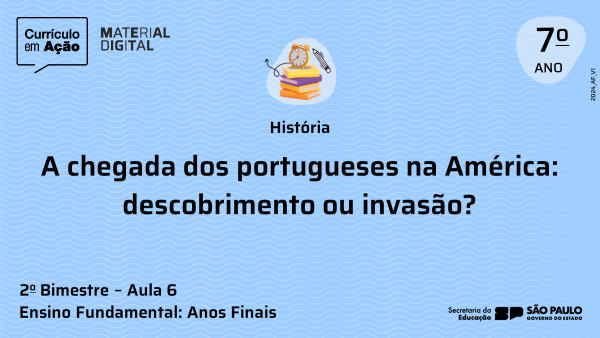 Currículo
em Ação
MATERIAL
DIGITAL
7º
ANO
2024_AF_V1
História
A chegada dos portugueses na América:
descobrimento ou invasão?
2º Bimestre – Aula 6
Ensino Fundamental: Anos Finais
Secretaria da
Educação
SP
SÃO PAULO
GOVERNO DO ESTADO